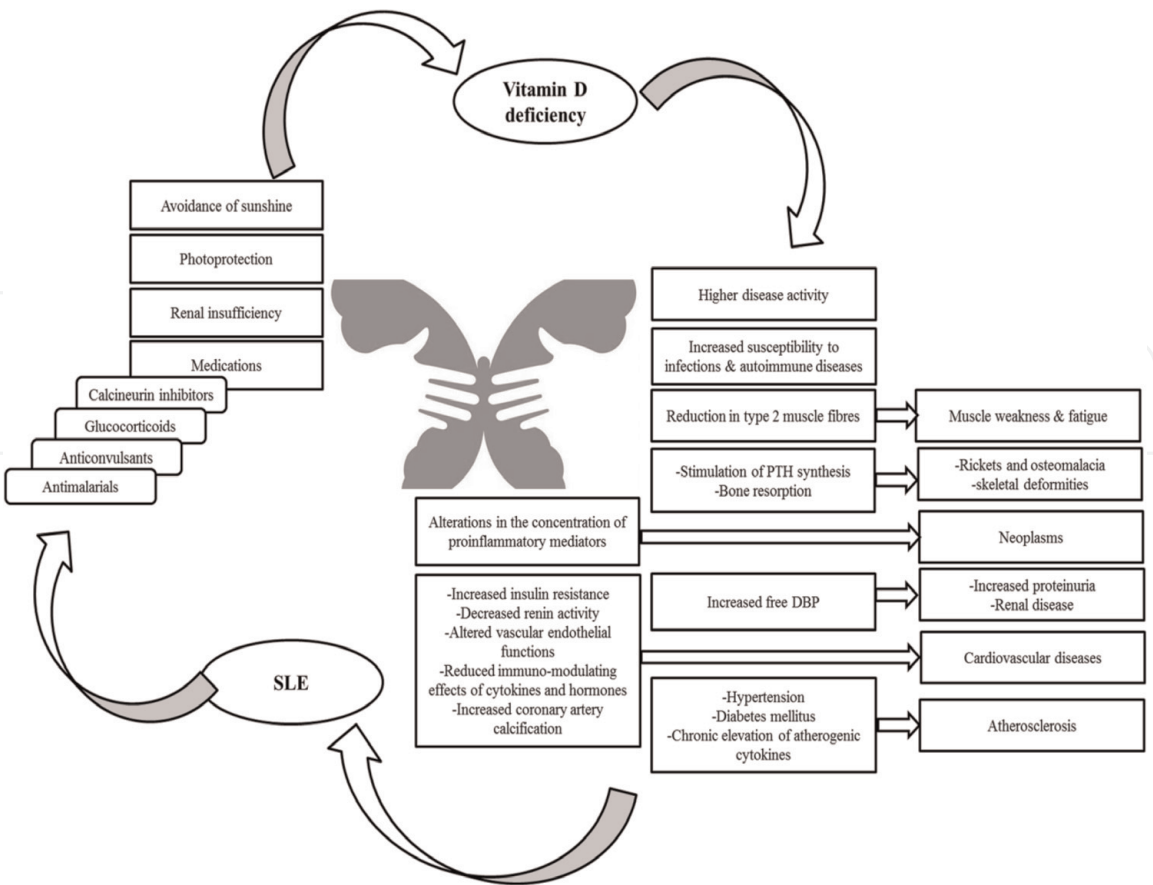 Vitamin D
deficiency
Avoidance of sunshine
Photoprotection
Renal insufficiency
Medications
Calcineurin inhibitors
Glucocorticoids
Anticonvulsants
Antimalarials
Higher disease activity
Increased susceptibility to
infections & autoimmune diseases
Reduction in type 2 muscle fibres
Muscle weakness & fatigue
-Stimulation of PTH synthesis
-Bone resorption
-Rickets and osteomalacia
-skeletal deformities
Alterations in the concentration of
proinflammatory mediators
Neoplasms
-Increased insulin resistance
-Decreased renin activity
-Altered vascular endothelial
functions
-Reduced immuno-modulating
effects of cytokines and hormones
-Increased coronary artery
calcification
Increased free DBP
-Increased proteinuria
-Renal disease
Cardiovascular diseases
-Hypertension
-Diabetes mellitus
-Chronic elevation of atherogenic
cytokines
Atherosclerosis
SLE